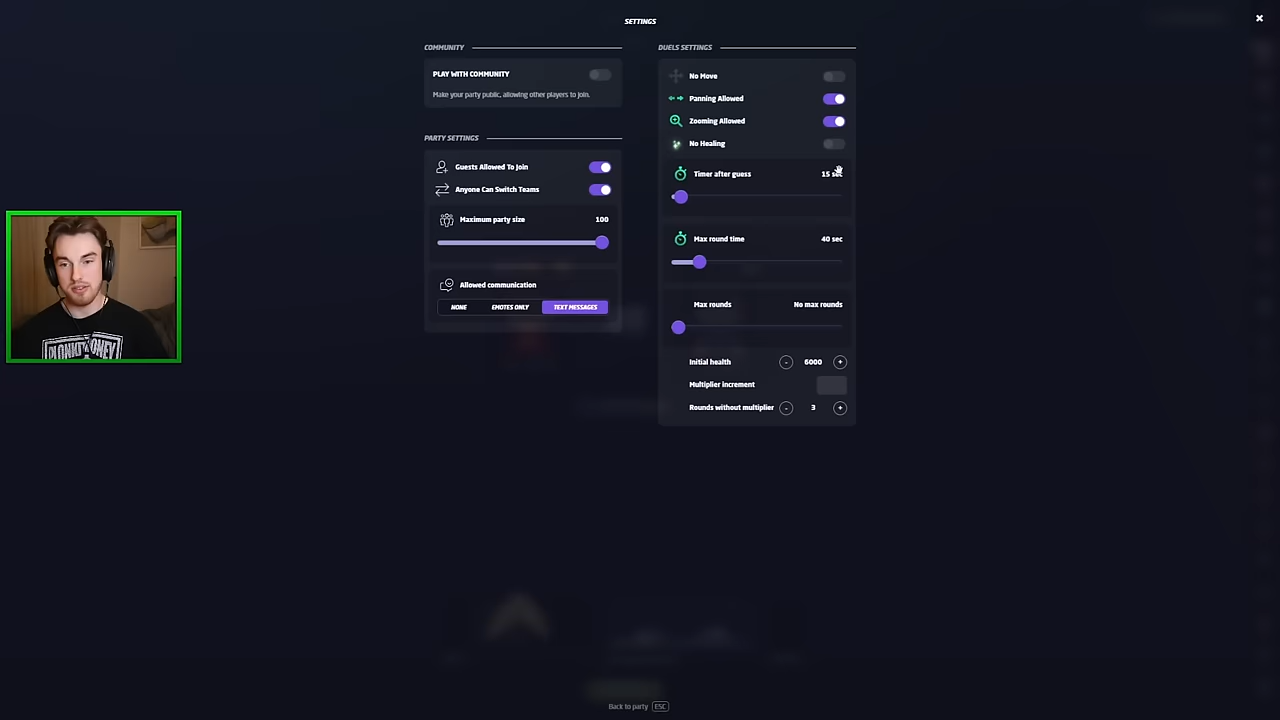 SETTINGS
COMMUNITY
PLAY WITH COMMUNITY
Make your party public, allowing other players to join.
PARTY SETTINGS
Guests Allowed To Join
Anyone Can Switch Teams
Maximum party size 100
Allowed communication
NONE EMOTES ONLY TEXT MESSAGES
DUELS SETTINGS
No Move
Panning Allowed
Zooming Allowed
No Healing
Timer after guess 15 sec
Max round time 40 sec
Max rounds No max rounds
Initial health - 6000 +
Multiplier increment
Rounds without multiplier - 3 +
Back to party ESC